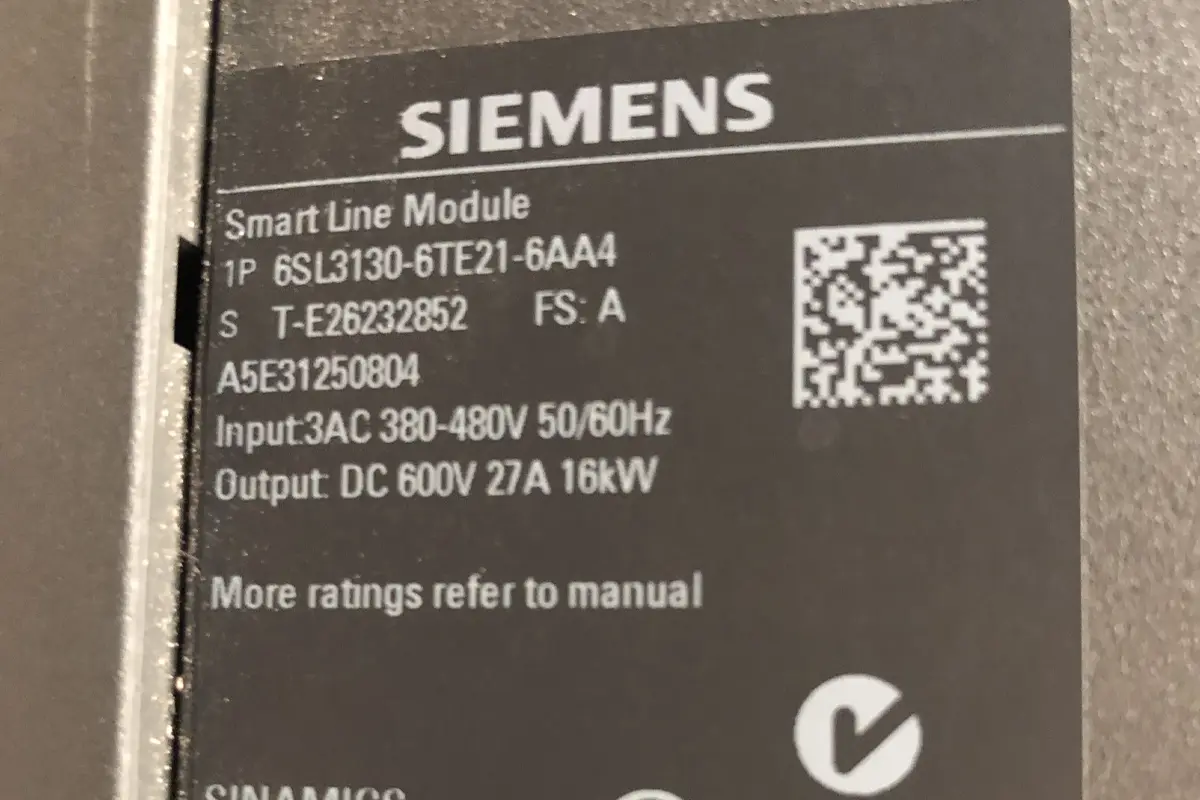 SIEMENS
Smart Line Module
1P 6SL3130-6TE21-6AA4
S T-E26232852 FS: A
A5E31250804
Input:3AC 380-480V 50/60Hz
Output: DC 600V 27A 16kW
More ratings refer to manual
SINAMICS